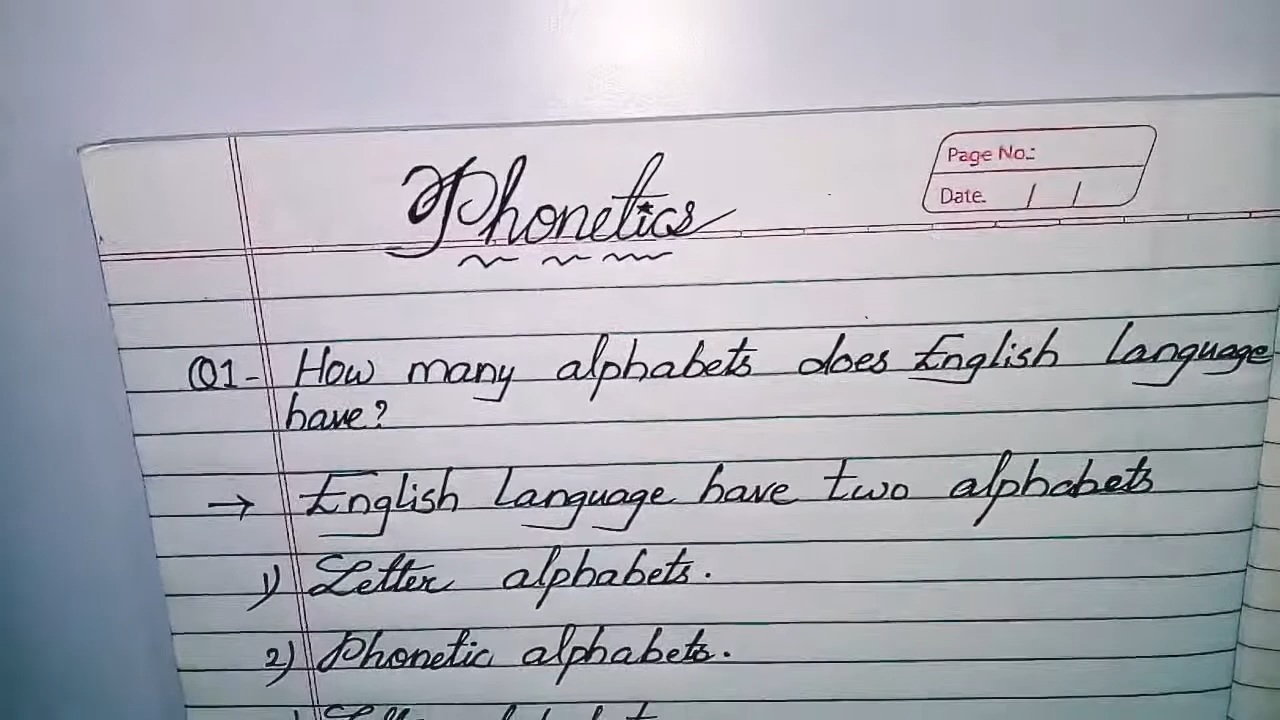 Phonetics
Page No.:
Date. / /
Q1- How many alphabets does English Language
have?
→ English Language have two alphabets
1) Letter alphabets.
2) Phonetic alphabets.